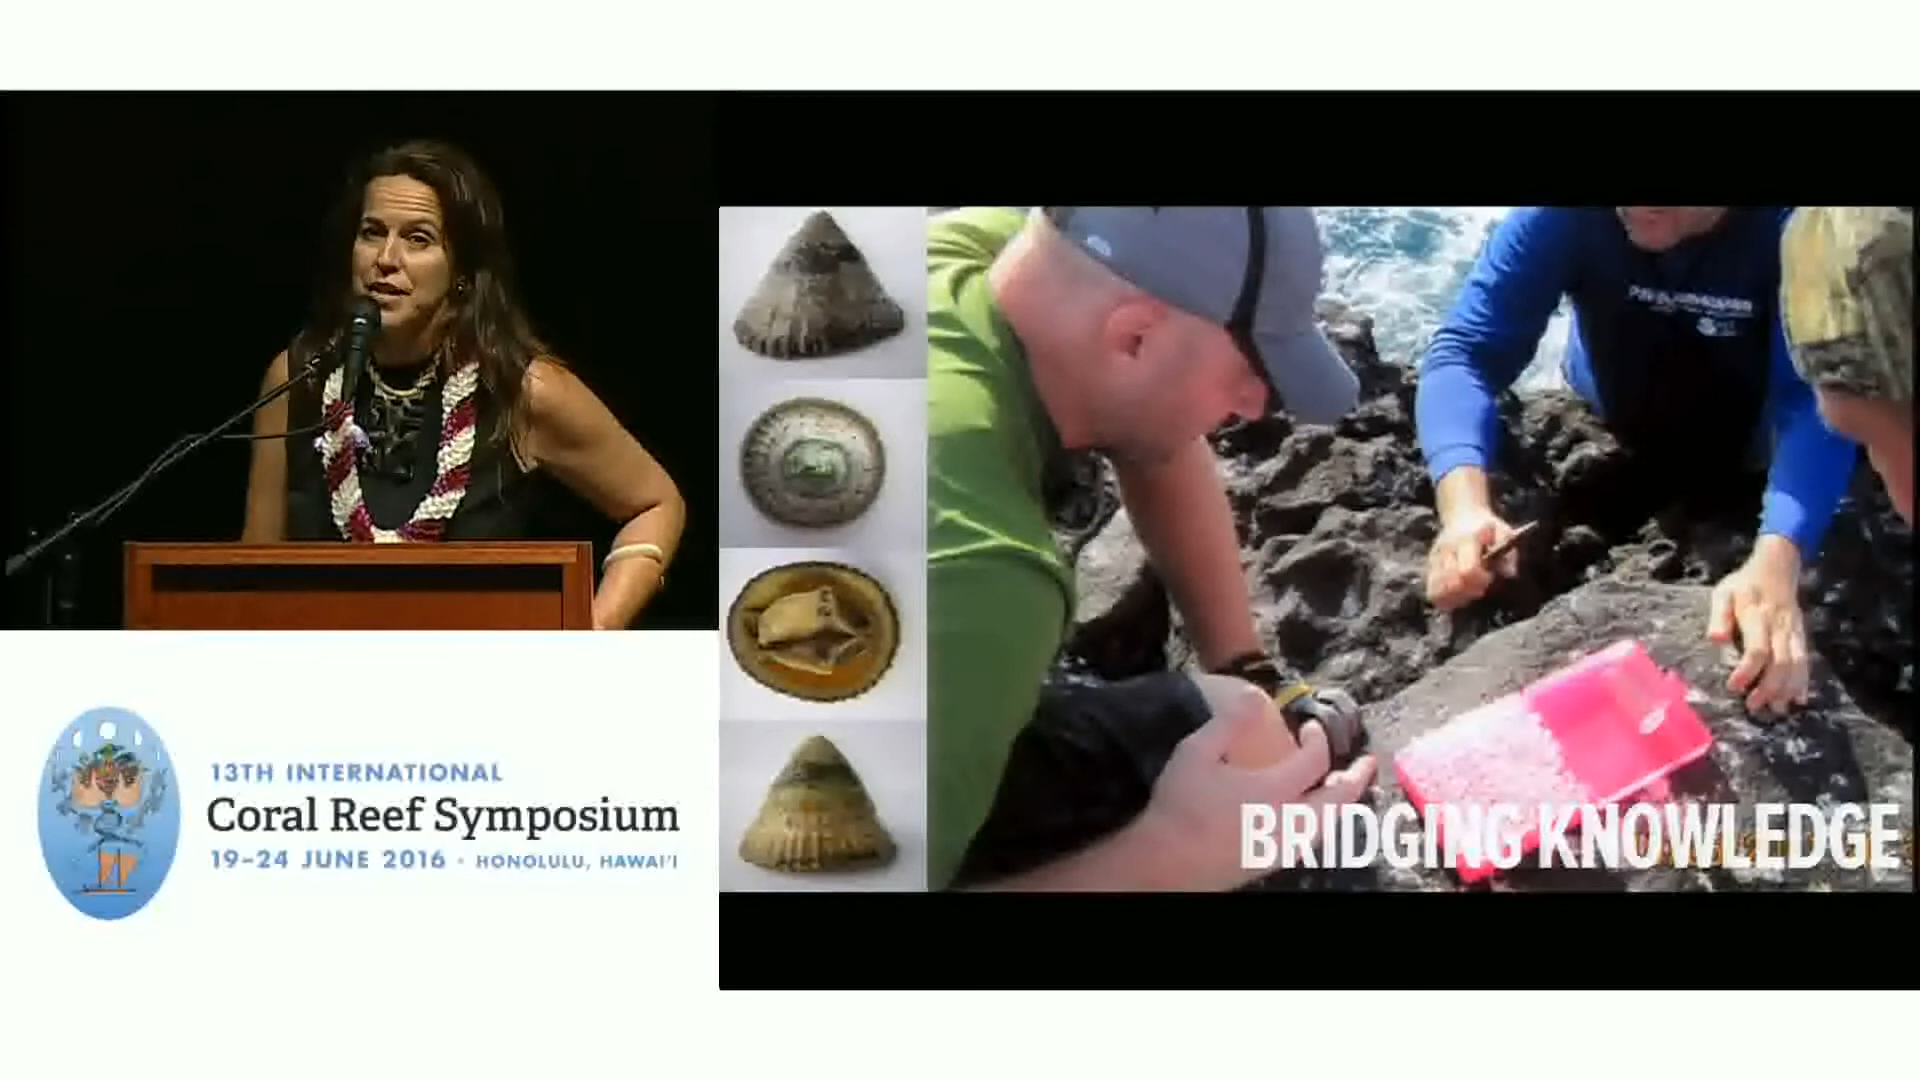 13TH INTERNATIONAL
Coral Reef Symposium
19–24 JUNE 2016 • HONOLULU, HAWAI'I
BRIDGING KNOWLEDGE